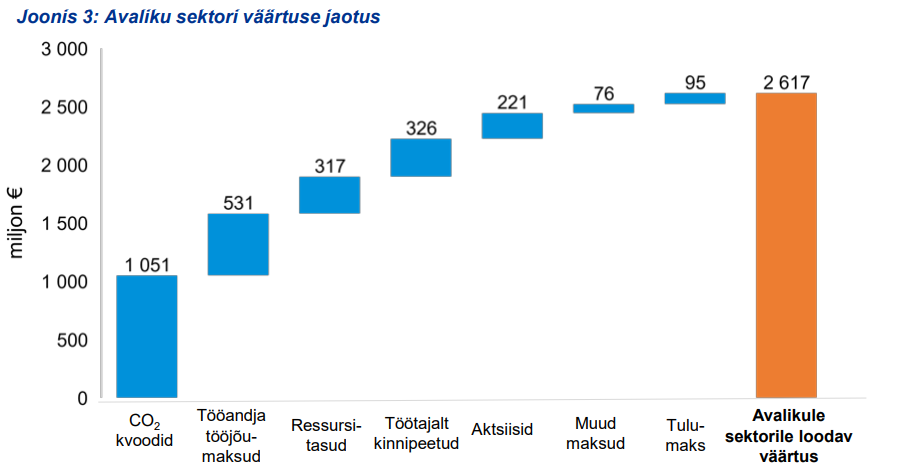 Joonis 3: Avaliku sektori väärtuse jaotus
miljon €
3 000
2 500
2 000
1 500
1 000
500
0
1 051
531
317
326
221
76
95
2 617
CO₂
kvoodid
Tööandja
tööjõu-
maksud
Ressursi-
tasud
Töötajalt
kinnipeetud
Aktsiisid
Muud
maksud
Tulu-
maks
Avalikule
sektorile loodav
väärtus